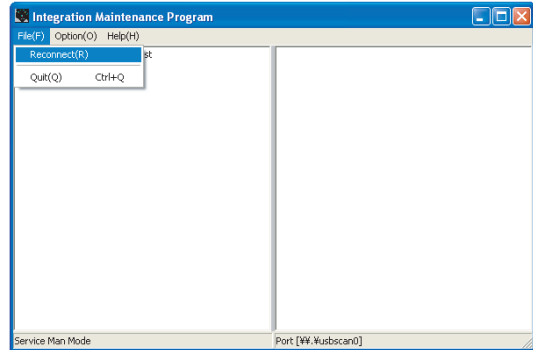 Integration Maintenance Program
File(F) Option(O) Help(H)
Reconnect(R)
st
Quit(Q) Ctrl+Q
Service Man Mode
Port [¥¥.¥usbscan0]